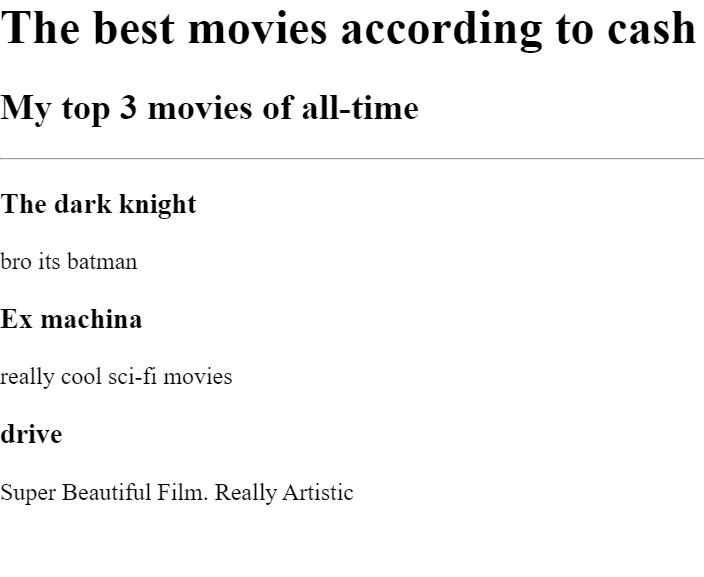 The best movies according to cash
My top 3 movies of all-time
The dark knight
bro its batman
Ex machina
really cool sci-fi movies
drive
Super Beautiful Film. Really Artistic